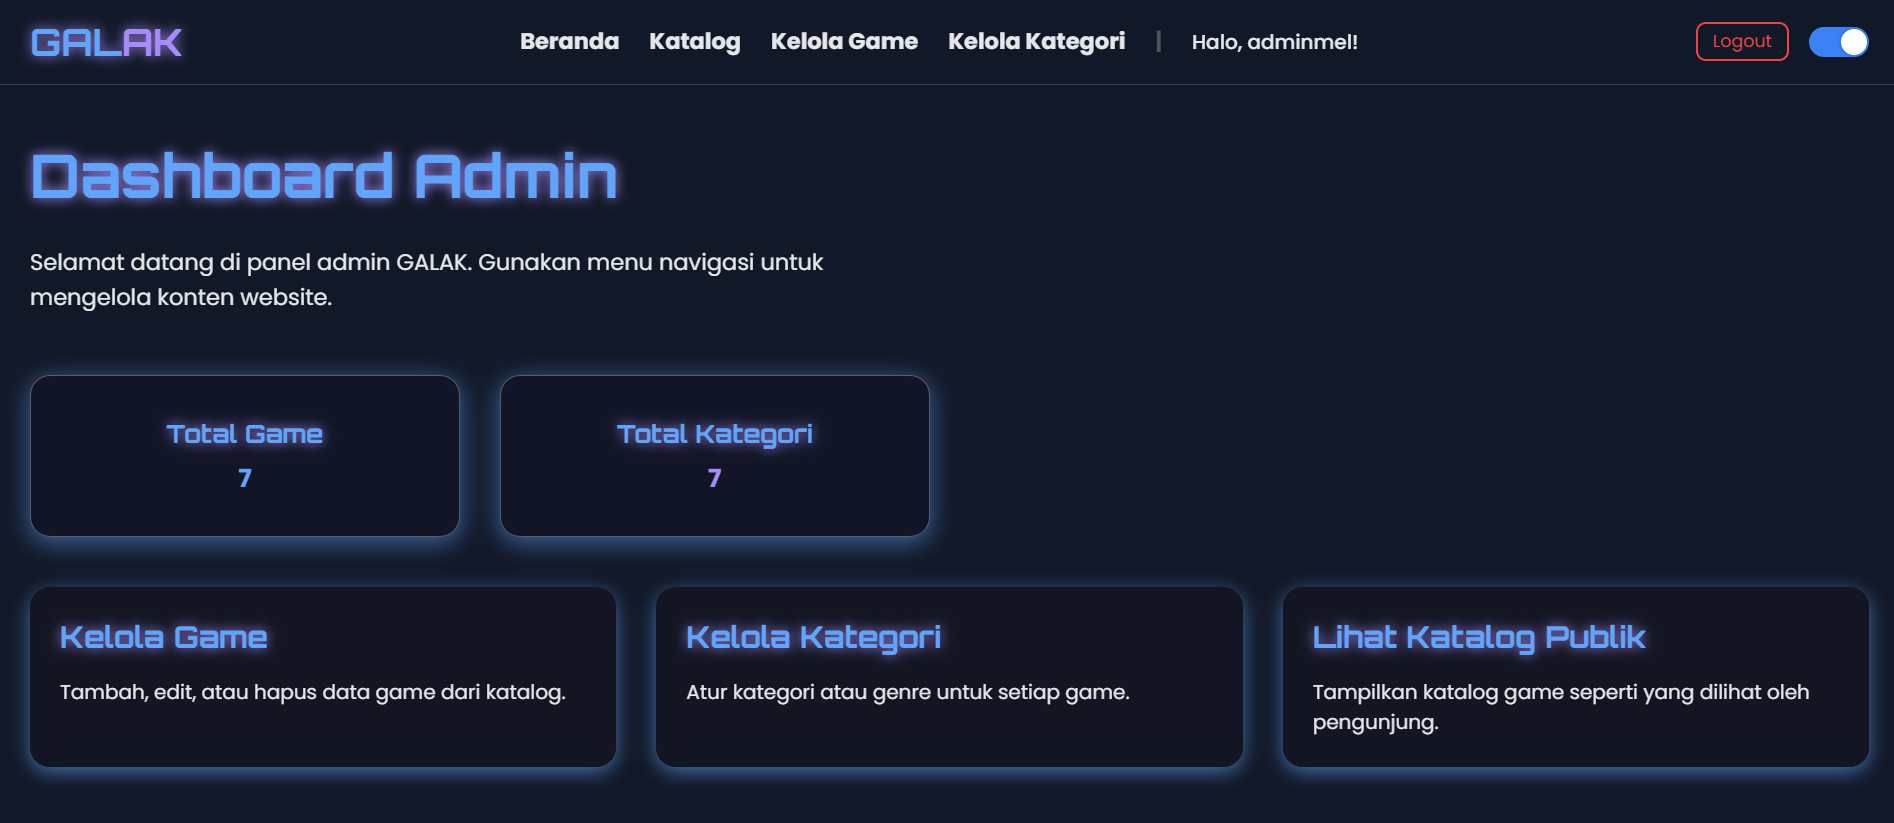 GALAK
Beranda
Katalog
Kelola Game
Kelola Kategori
|
Halo, adminmel!
Logout
Dashboard Admin
Selamat datang di panel admin GALAK. Gunakan menu navigasi untuk
mengelola konten website.
Total Game
7
Total Kategori
7
Kelola Game
Tambah, edit, atau hapus data game dari katalog.
Kelola Kategori
Atur kategori atau genre untuk setiap game.
Lihat Katalog Publik
Tampilkan katalog game seperti yang dilihat oleh
pengunjung.